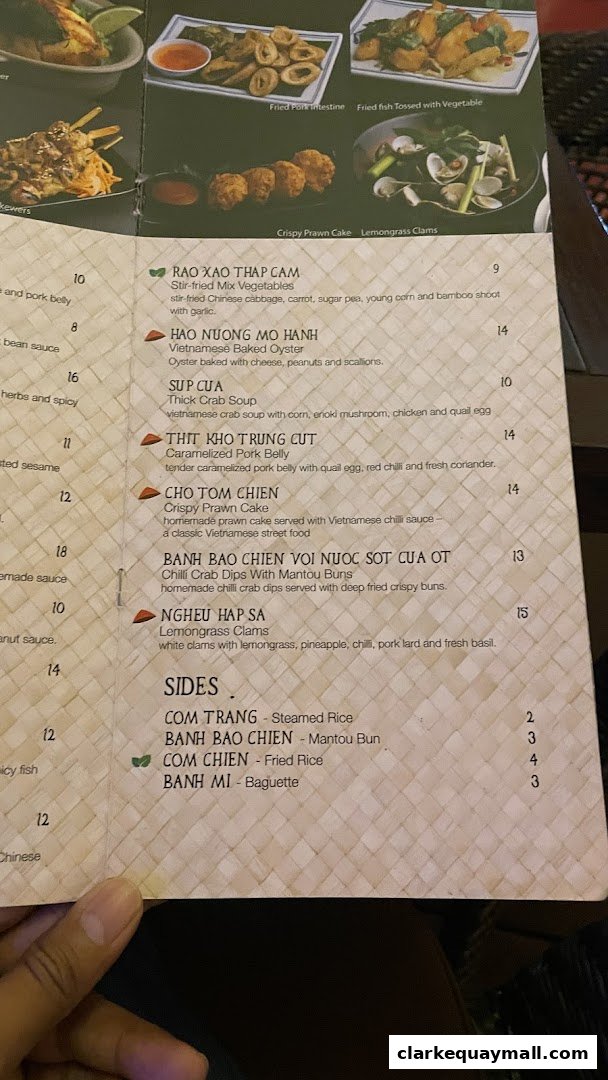 er
Fried Pork Intestine
Fried fish Tossed with Vegetable
kewers
Crispy Prawn Cake
Lemongrass Clams
10
and pork belly
8
bean sauce
16
herbs and spicy
11
sted sesame
12
18
emade sauce
10
anut sauce.
14
12
icy fish
12
Chinese
RAO XAO THAP CAM 9
Stir-fried Mix Vegetables
stir-fried Chinese cabbage, carrot, sugar pea, young corn and bamboo shoot
with garlic.
HAO NUONG MO HANH 14
Vietnamese Baked Oyster
Oyster baked with cheese, peanuts and scallions.
SUP CUA 10
Thick Crab Soup
vietnamese crab soup with corn, enoki mushroom, chicken and quail egg
THIT KHO TRUNG CUT 14
Caramelized Pork Belly
tender caramelized pork belly with quail egg, red chilli and fresh coriander.
CHO TOM CHIEN 14
Crispy Prawn Cake
homemade prawn cake served with Vietnamese chilli sauce –
a classic Vietnamese street food
BANH BAO CHIEN VOI NUOC SOT CUA OT 13
Chilli Crab Dips With Mantou Buns
homemade chilli crab dips served with deep fried crispy buns.
NGHEU HAP SA 15
Lemongrass Clams
white clams with lemongrass, pineapple, chilli, pork lard and fresh basil.
SIDES
COM TRANG - Steamed Rice 2
BANH BAO CHIEN - Mantou Bun 3
COM CHIEN - Fried Rice 4
BANH MI - Baguette 3
clarkequaymall.com